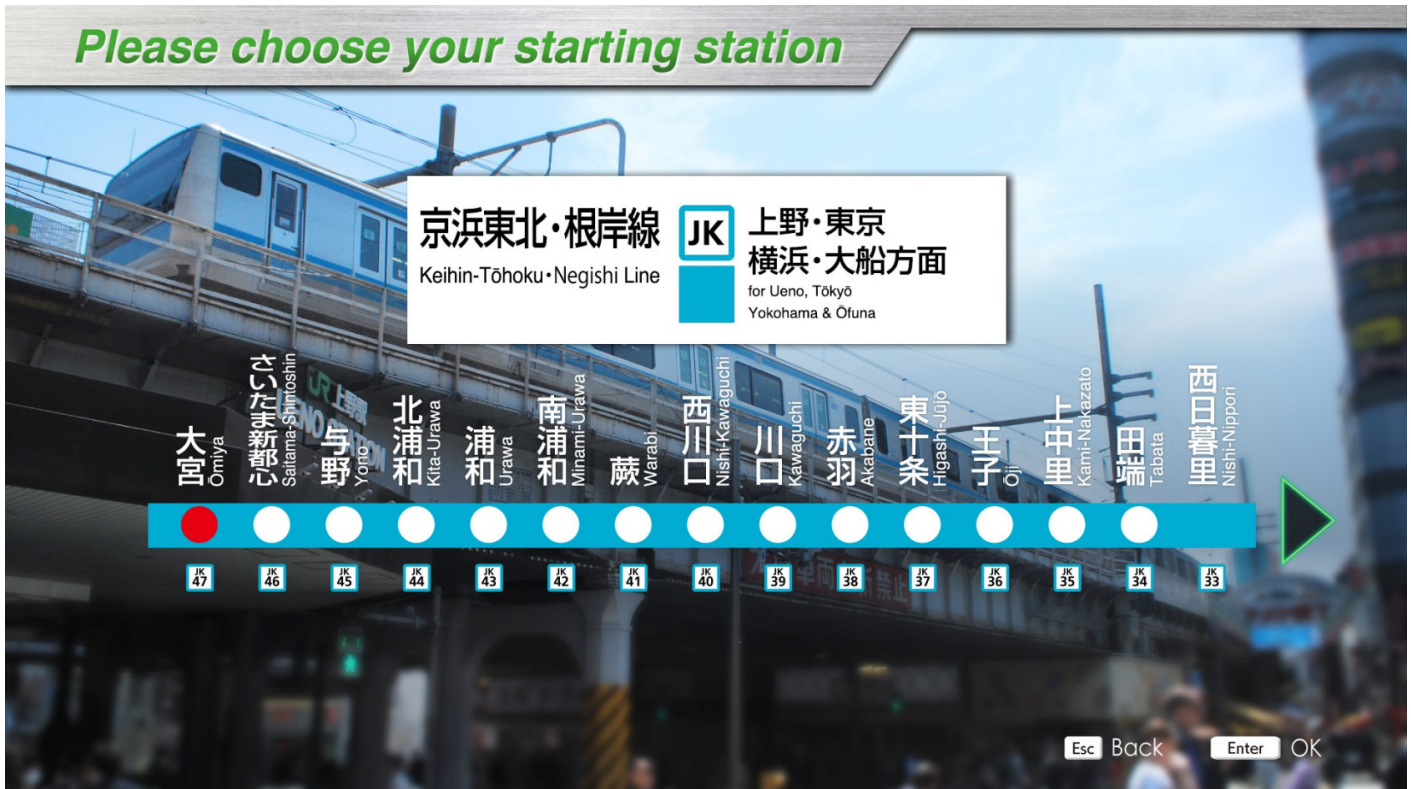 Please choose your starting station
京浜東北・根岸線
Keihin-Tōhoku・Negishi Line
JK
上野・東京
横浜・大船方面
for Ueno, Tōkyō
Yokohama & Ōfuna
JR 上野駅
UENO STATION
大宮 Ōmiya
さいたま新都心 Saitama-Shintoshin
与野 Yono
北浦和 Kita-Urawa
浦和 Urawa
南浦和 Minami-Urawa
蕨 Warabi
西川口 Nishi-Kawaguchi
川口 Kawaguchi
赤羽 Akabane
東十条 Higashi-Jūjō
王子 Ōji
上中里 Kami-Nakazato
田端 Tabata
西日暮里 Nishi-Nippori
JK 47
JK 46
JK 45
JK 44
JK 43
JK 42
JK 41
JK 40
JK 39
JK 38
JK 37
JK 36
JK 35
JK 34
JK 33
Esc Back
Enter OK